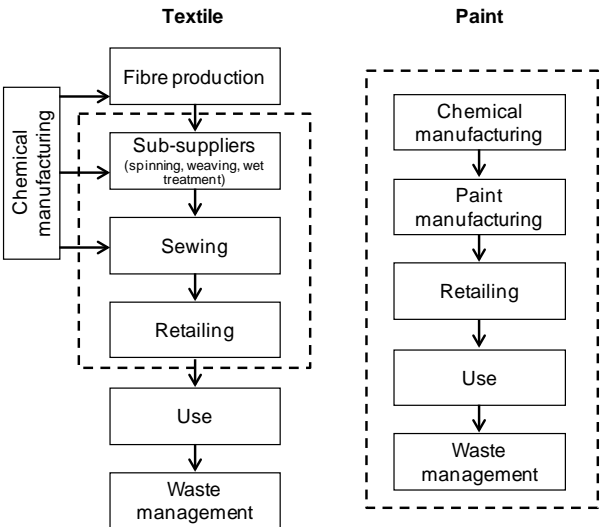 Textile
Fibre production
Chemical
manufacturing
Sub-suppliers
(spinning, weaving, wet
treatment)
Sewing
Retailing
Use
Waste
management
Paint
Chemical
manufacturing
Paint
manufacturing
Retailing
Use
Waste
management